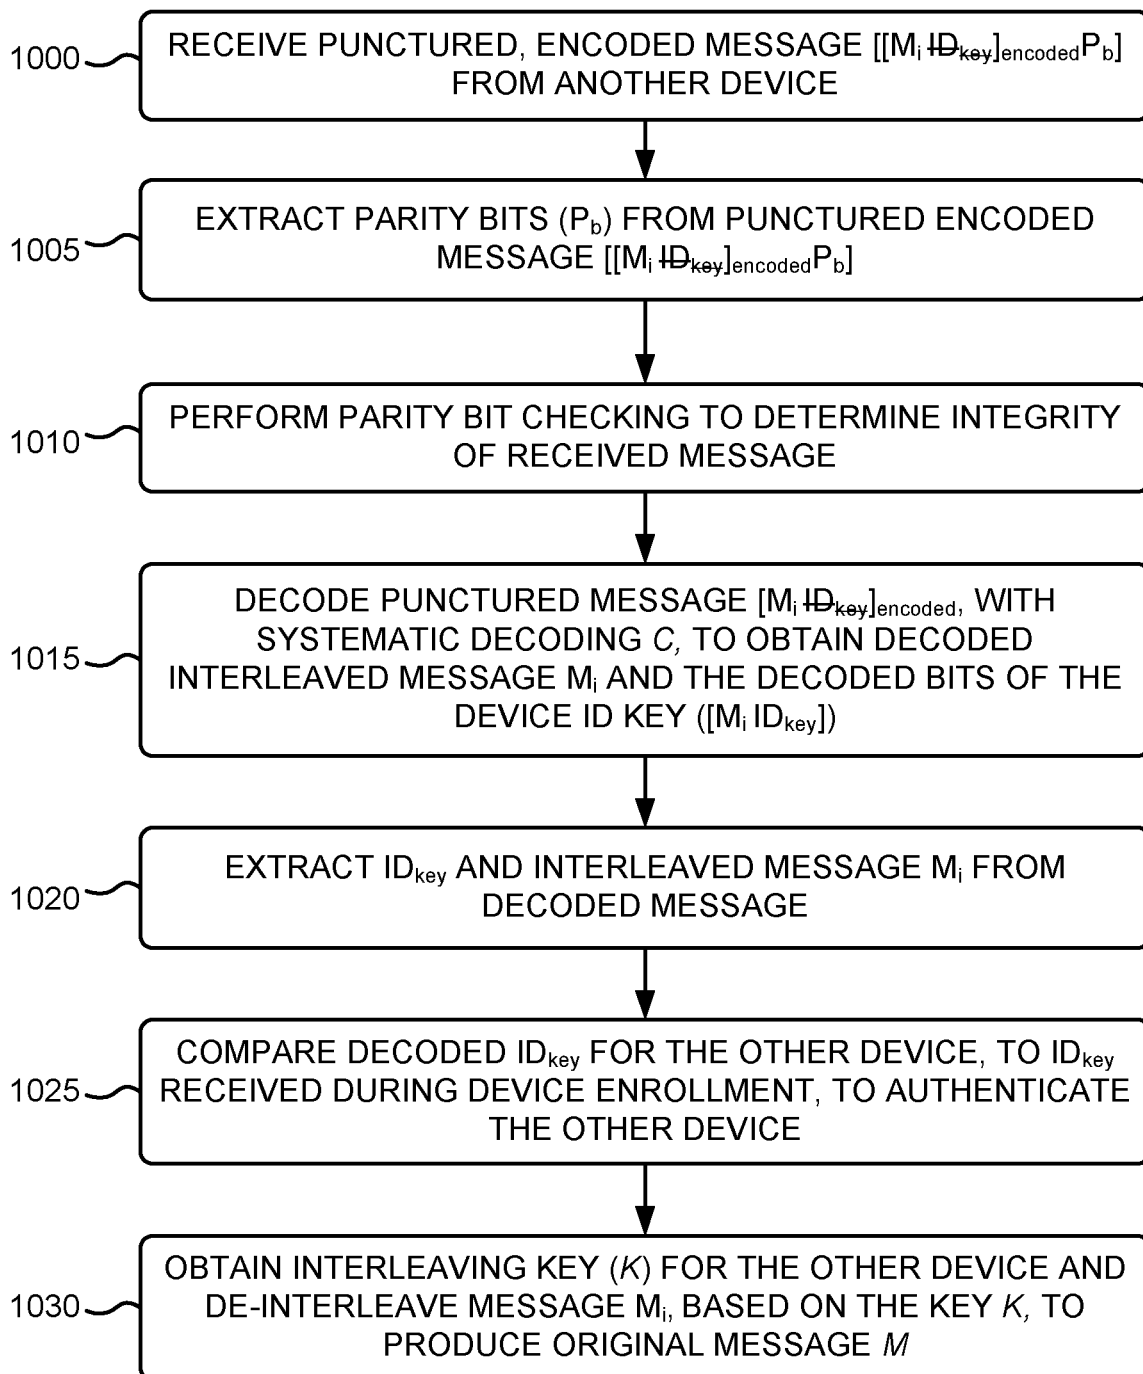 1000
RECEIVE PUNCTURED, ENCODED MESSAGE [[Mi IDkey]encodedPb]
FROM ANOTHER DEVICE
1005
EXTRACT PARITY BITS (Pb) FROM PUNCTURED ENCODED
MESSAGE [[Mi IDkey]encodedPb]
1010
PERFORM PARITY BIT CHECKING TO DETERMINE INTEGRITY
OF RECEIVED MESSAGE
1015
DECODE PUNCTURED MESSAGE [Mi IDkey]encoded, WITH
SYSTEMATIC DECODING C, TO OBTAIN DECODED
INTERLEAVED MESSAGE Mi AND THE DECODED BITS OF THE
DEVICE ID KEY ([Mi IDkey])
1020
EXTRACT IDkey AND INTERLEAVED MESSAGE Mi FROM
DECODED MESSAGE
1025
COMPARE DECODED IDkey FOR THE OTHER DEVICE, TO IDkey
RECEIVED DURING DEVICE ENROLLMENT, TO AUTHENTICATE
THE OTHER DEVICE
1030
OBTAIN INTERLEAVING KEY (K) FOR THE OTHER DEVICE AND
DE-INTERLEAVE MESSAGE Mi, BASED ON THE KEY K, TO
PRODUCE ORIGINAL MESSAGE M